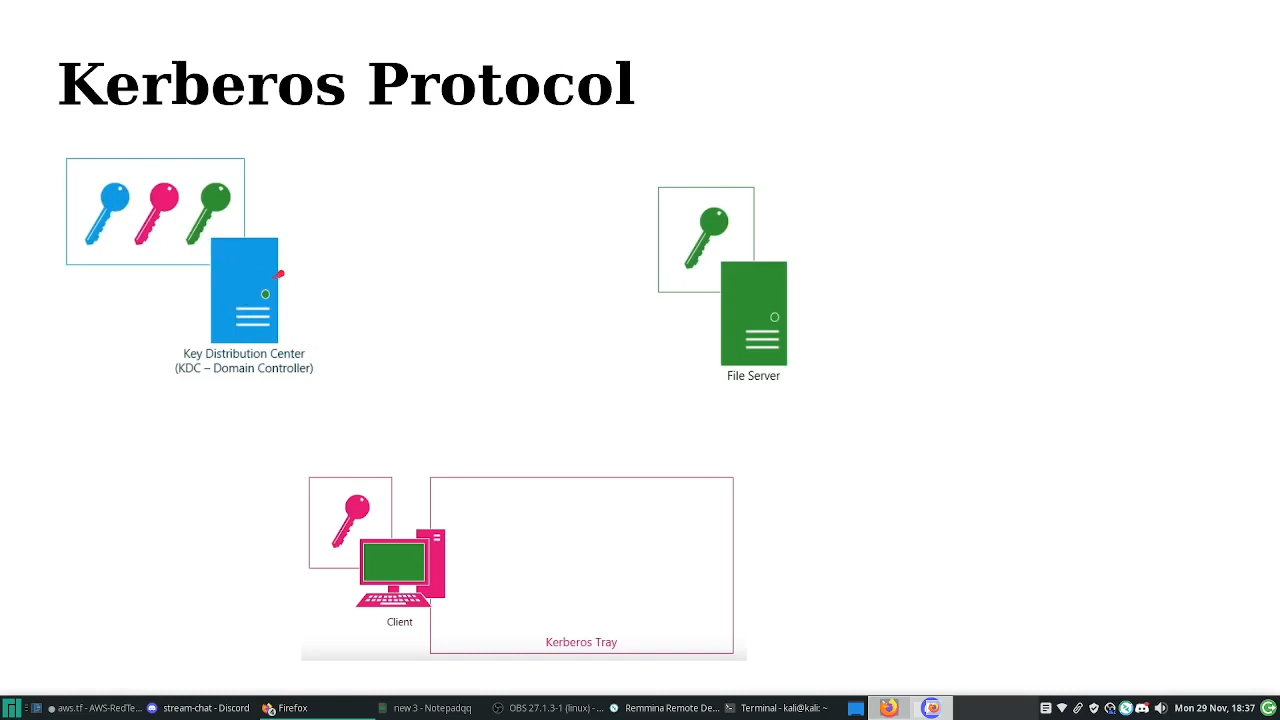 Kerberos Protocol
Key Distribution Center
(KDC – Domain Controller)
File Server
Client
Kerberos Tray
aws.tf - AWS-RedTe...
stream-chat - Discord
Firefox
new 3 - Notepadqq
OBS 27.1.3-1 (linux) - ...
Remmina Remote De...
Terminal - kali@kali: ~
Mon 29 Nov, 18:37